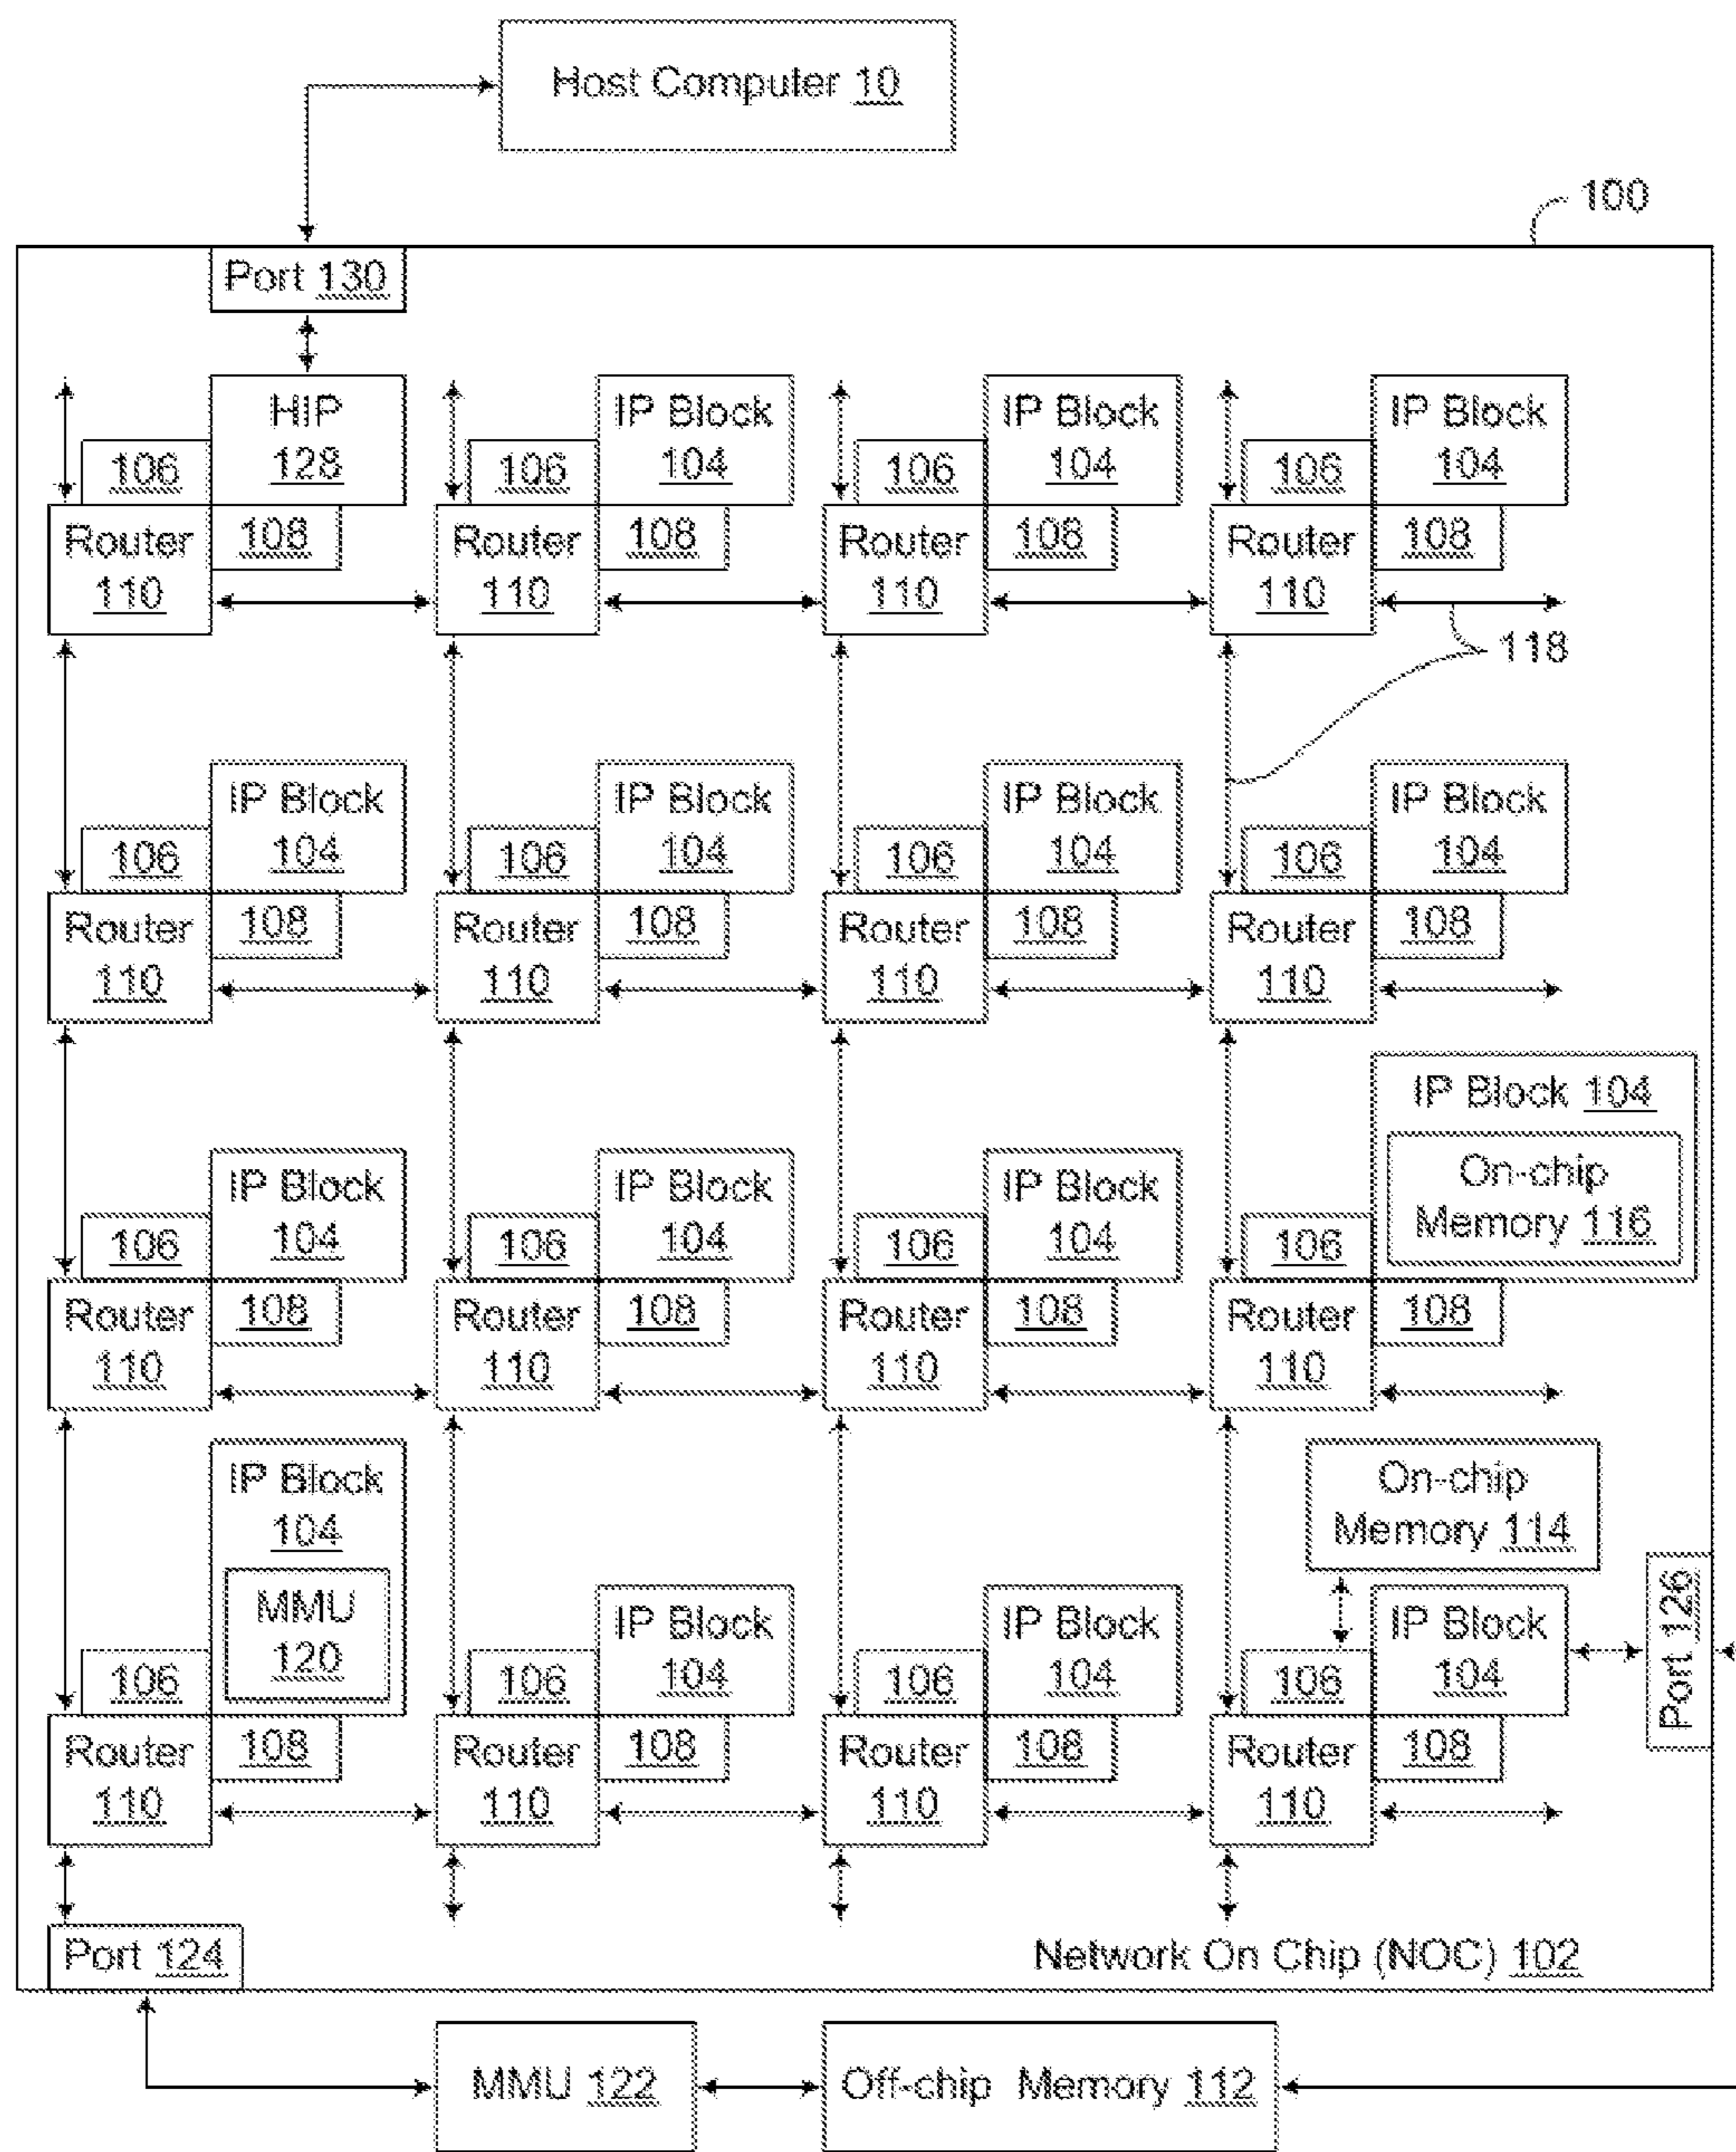 Host Computer 10
100
Port 130
HIP
128
106
Router
110
108
IP Block
104
106
Router
110
108
IP Block
104
106
Router
110
108
IP Block
104
106
Router
110
108
118
IP Block
104
106
Router
110
108
IP Block
104
106
Router
110
108
IP Block
104
106
Router
110
108
IP Block
104
106
Router
110
108
IP Block
104
106
Router
110
108
IP Block
104
106
Router
110
108
IP Block
104
106
Router
110
108
IP Block 104
On-chip
Memory 116
106
Router
110
108
IP Block
104
MMU
120
106
Router
110
108
IP Block
104
106
Router
110
108
IP Block
104
106
Router
110
108
On-chip
Memory 114
IP Block
104
106
Router
110
108
Port 126
Port 124
Network On Chip (NOC) 102
MMU 122
Off-chip Memory 112